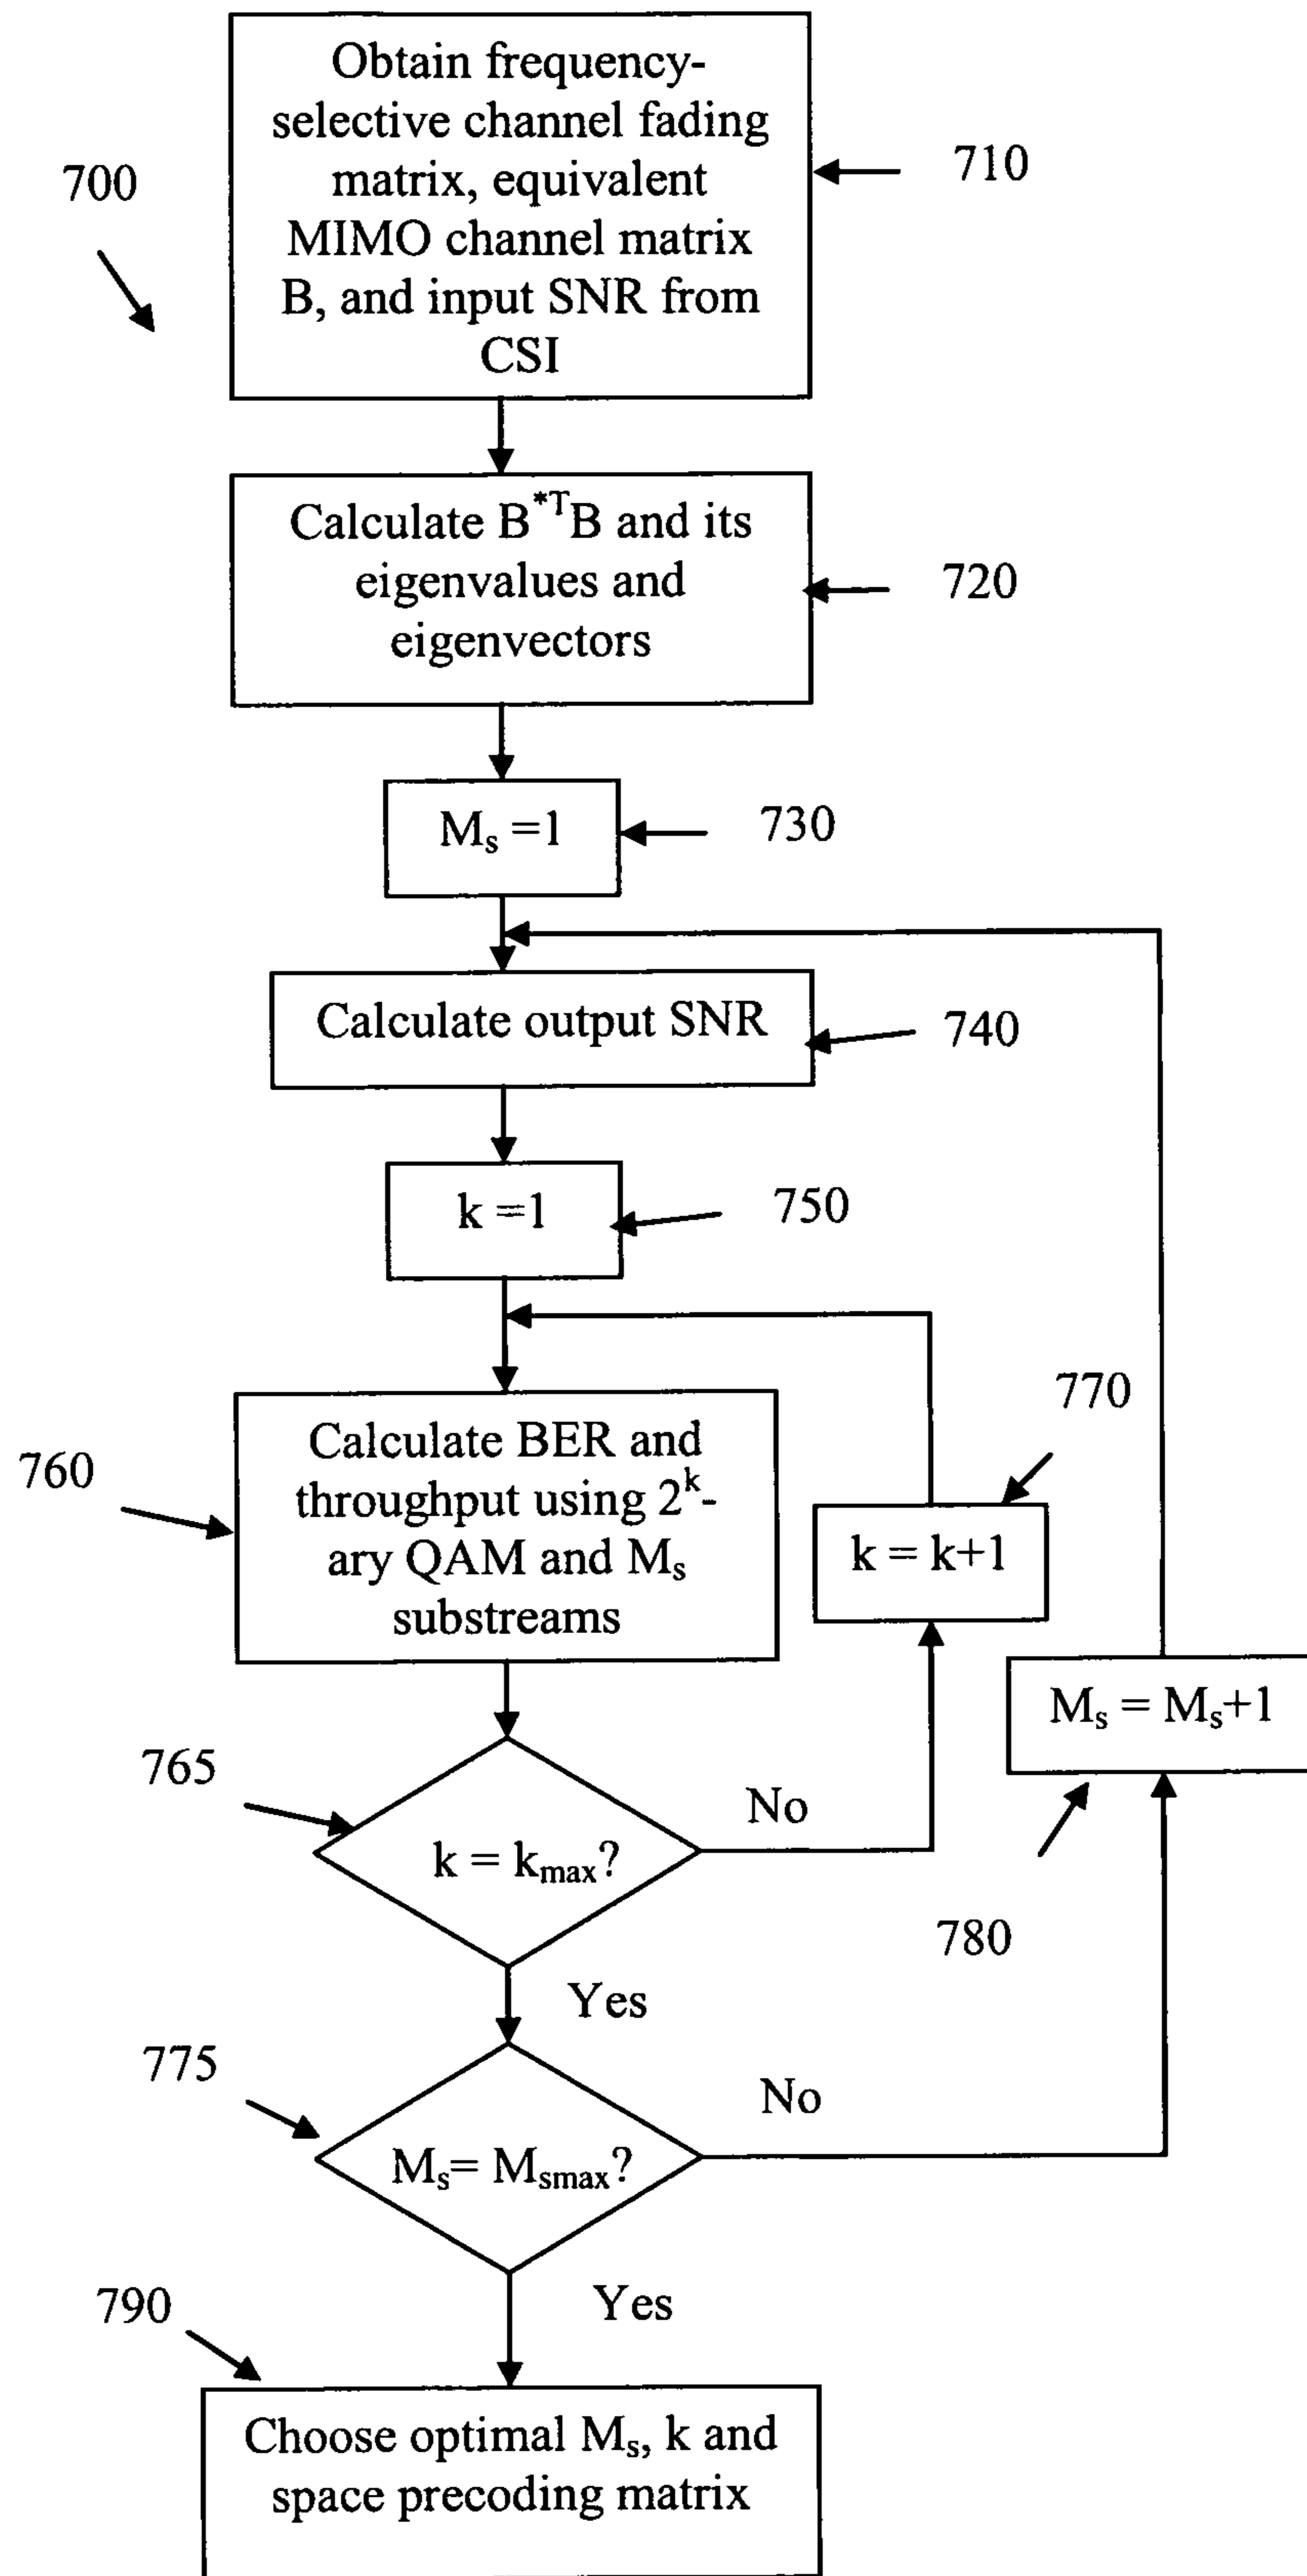 Obtain frequency-
selective channel fading
matrix, equivalent
MIMO channel matrix
B, and input SNR from
CSI
700
710
Calculate B*TB and its
eigenvalues and
eigenvectors
720
Ms =1
730
Calculate output SNR
740
k =1
750
770
760
Calculate BER and
throughput using 2k-
ary QAM and Ms
substreams
k = k+1
Ms = Ms+1
765
No
k = kmax?
780
Yes
775
No
Ms= Msmax?
790
Yes
Choose optimal Ms, k and
space precoding matrix